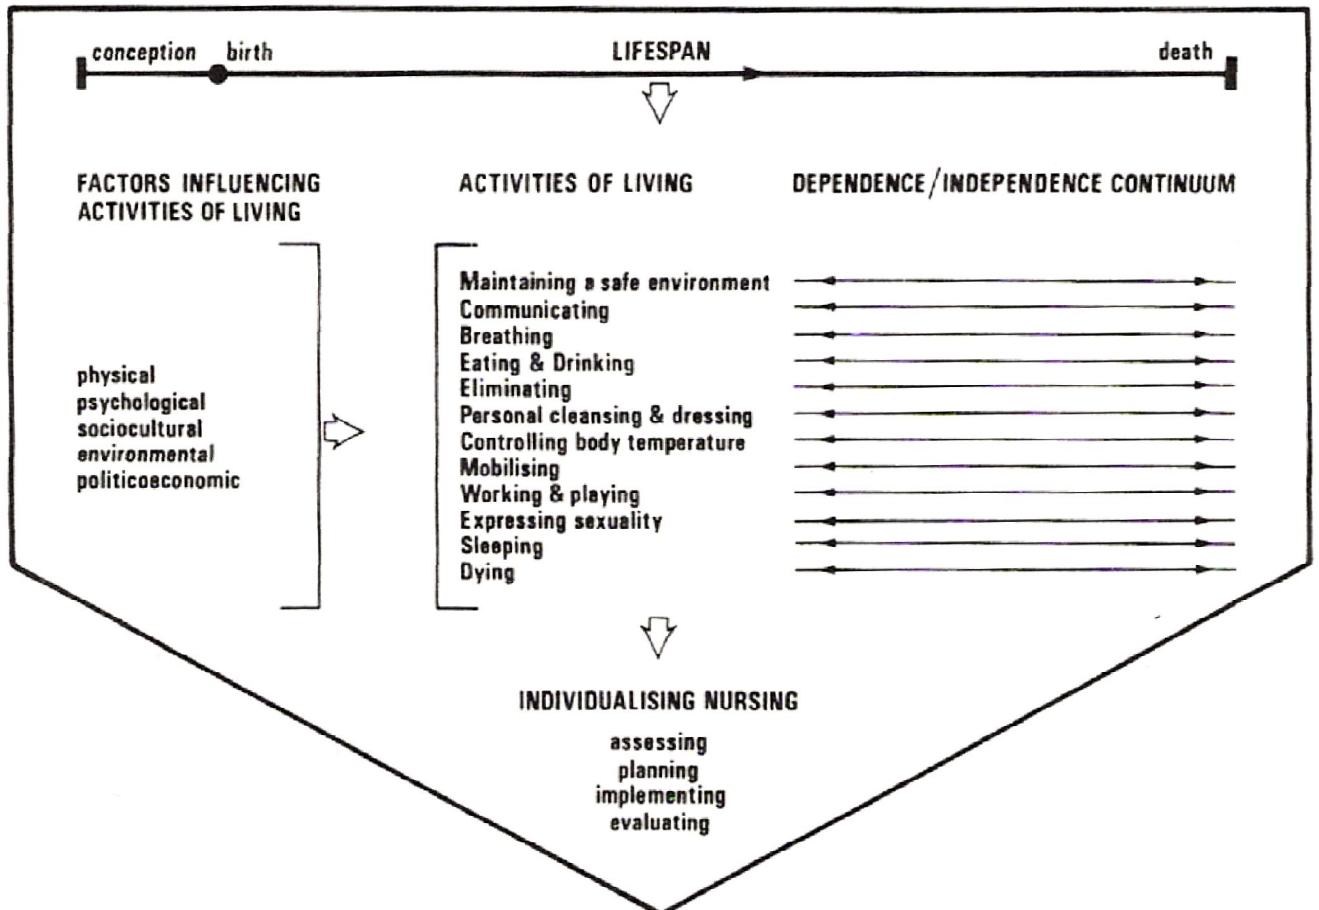 conception birth LIFESPAN death
FACTORS INFLUENCING
ACTIVITIES OF LIVING
physical
psychological
sociocultural
environmental
politicoeconomic
ACTIVITIES OF LIVING
Maintaining a safe environment
Communicating
Breathing
Eating & Drinking
Eliminating
Personal cleansing & dressing
Controlling body temperature
Mobilising
Working & playing
Expressing sexuality
Sleeping
Dying
DEPENDENCE/INDEPENDENCE CONTINUUM
INDIVIDUALISING NURSING
assessing
planning
implementing
evaluating